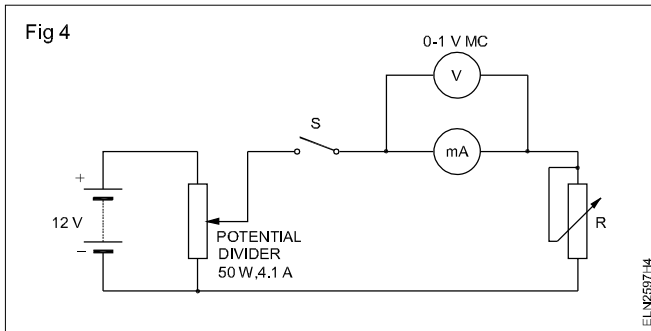 Fig 4
0-1 V MC
V
S
mA
+
12 V
–
POTENTIAL
DIVIDER
50 W,4.1 A
R
ELN2597H4